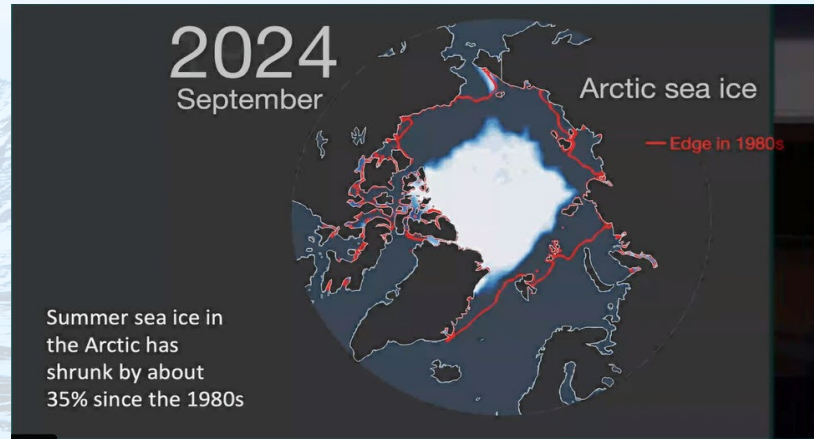 2024
September
Arctic sea ice
— Edge in 1980s
Summer sea ice in
the Arctic has
shrunk by about
35% since the 1980s